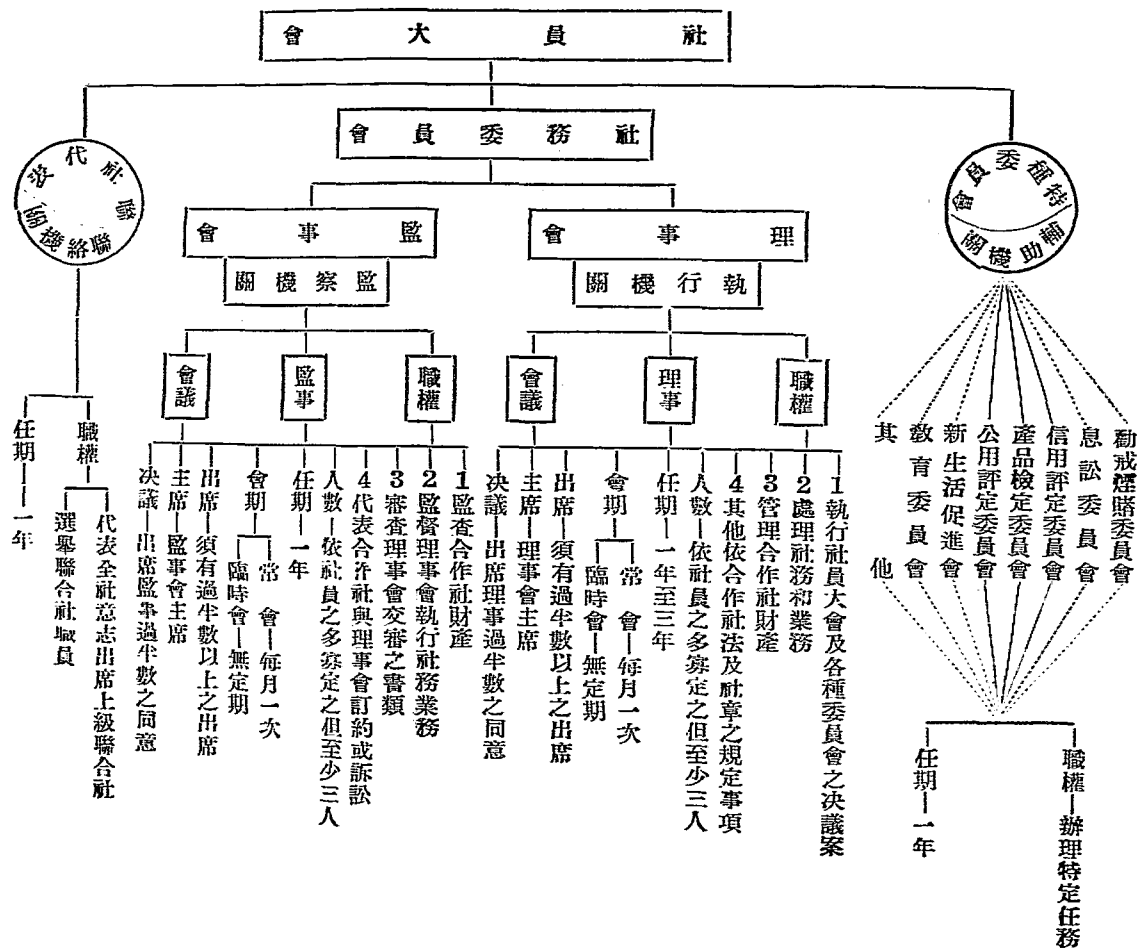 社員大會
社務委員會
特種委員會
輔助機關
勸戒煙賭委員會
息訟委員會
信用評定委員會
產品檢定委員會
公用評定委員會
新生活促進會
教育委員會
其他
職權—辦理特定任務
任期—一年
理事會
執行機關
職權
1執行社員大會及各種委員會之決議案
2處理社務和業務
3管理合作社財產
4其他依合作社法及社章之規定事項
理事
人數—依社員之多寡定之但至少三人
任期—一年至三年
會議
會期
常會—每月一次
臨時會—無定期
出席—須有過半數以上之出席
主席—理事會主席
決議—出席理事過半數之同意
監事會
監察機關
職權
1監查合作社財產
2監督理事會執行社務業務
3審查理事會交審之書類
4代表合作社與理事會訂約或訴訟
監事
人數—依社員之多寡定之但至少三人
任期—一年
會議
會期
常會—每月一次
臨時會—無定期
出席—須有過半數以上之出席
主席—監事會主席
決議—出席監事過半數之同意
聯社代
聯絡機關
職權
代表全社意志出席上級聯合社
選舉聯合社職員
任期—一年